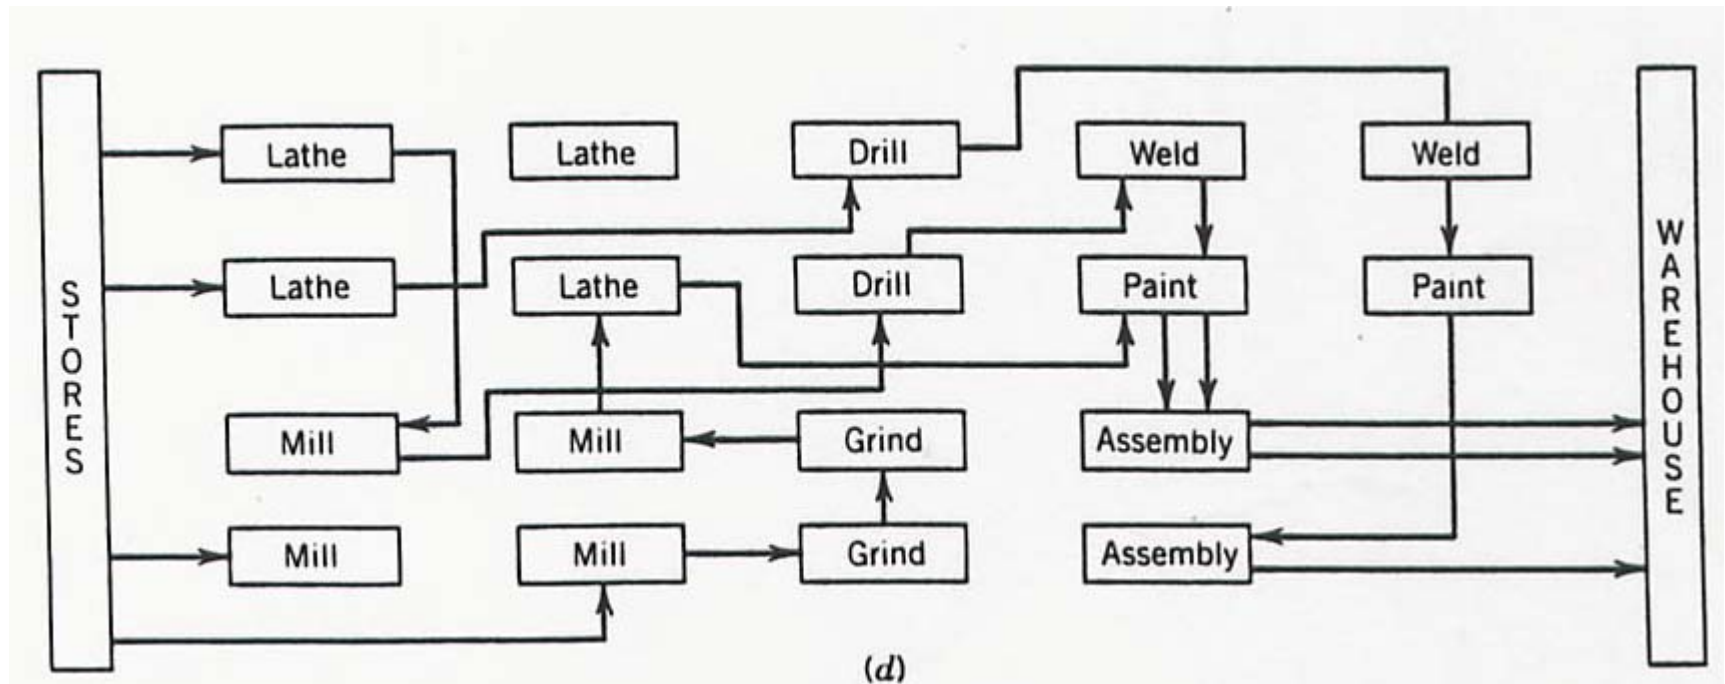 Lathe
Lathe
Drill
Weld
Weld
STORES
Lathe
Lathe
Drill
Paint
Paint
WAREHOUSE
Mill
Mill
Grind
Assembly
Mill
Mill
Grind
Assembly
(d)